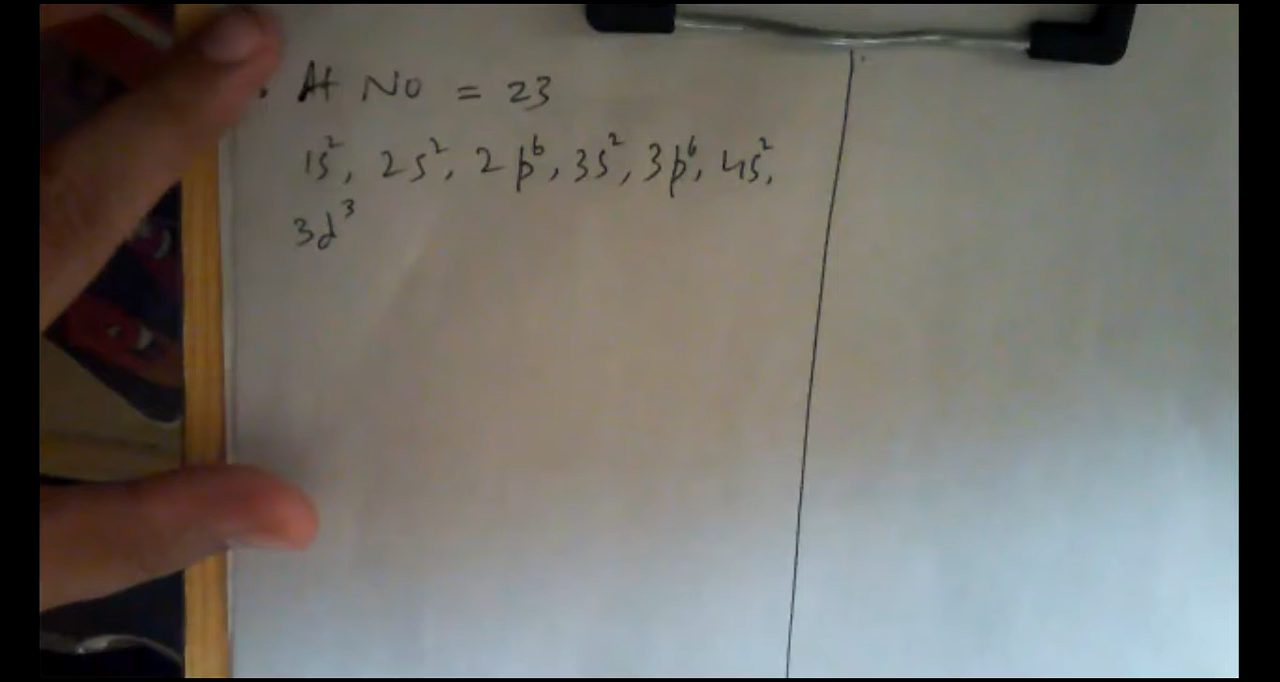 At No = 23
1s², 2s², 2p⁶, 3s², 3p⁶, 4s²,
3d³